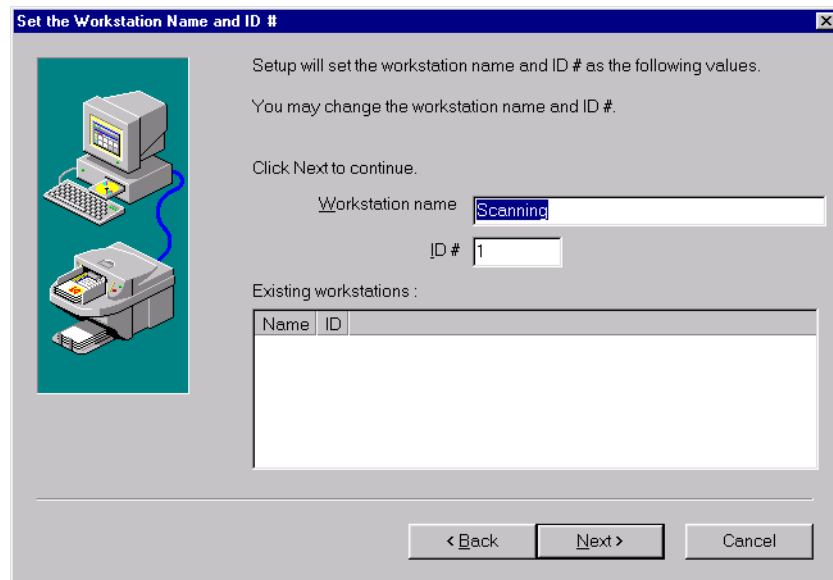 Set the Workstation Name and ID #
Setup will set the workstation name and ID # as the following values.
You may change the workstation name and ID #.
Click Next to continue.
Workstation name Scanning
ID # 1
Existing workstations :
Name ID
< Back Next > Cancel